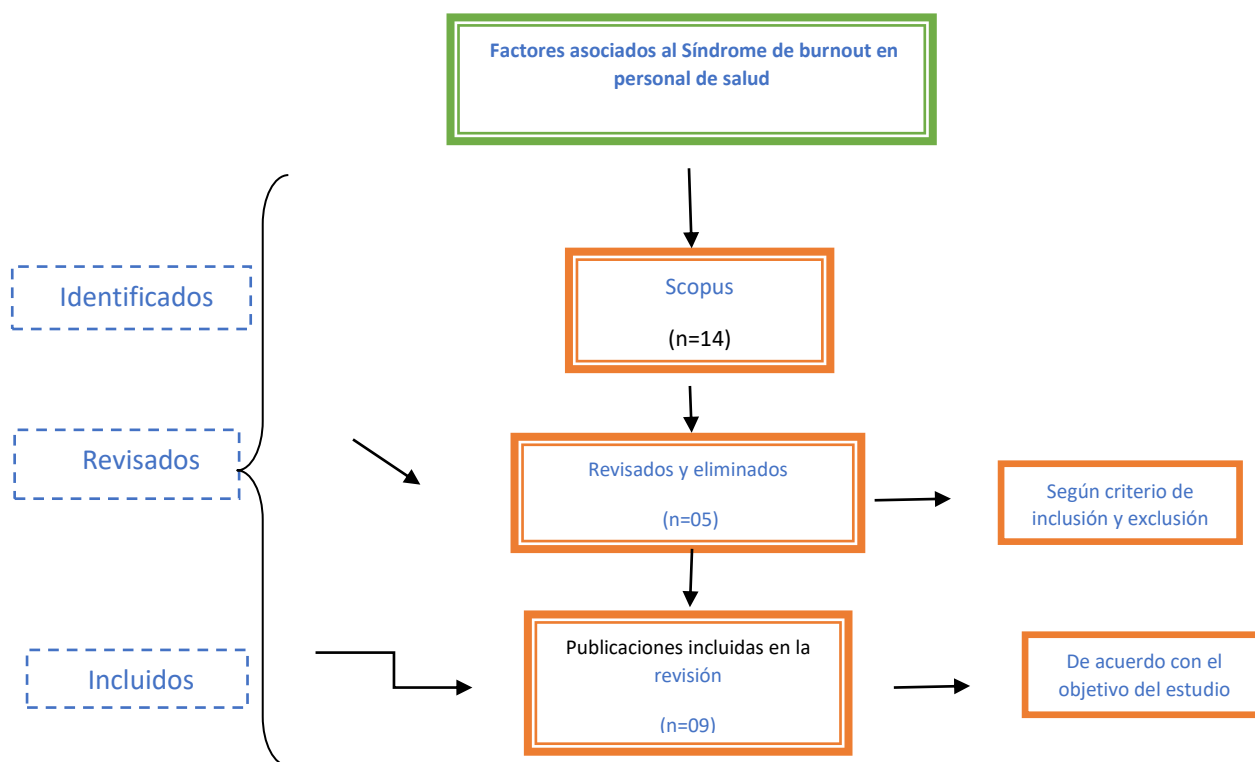 Factores asociados al Síndrome de burnout en
personal de salud
Identificados
Scopus
(n=14)
Revisados
Revisados y eliminados
(n=05)
Según criterio de
inclusión y exclusión
Incluidos
Publicaciones incluidas en la
revisión
(n=09)
De acuerdo con el
objetivo del estudio